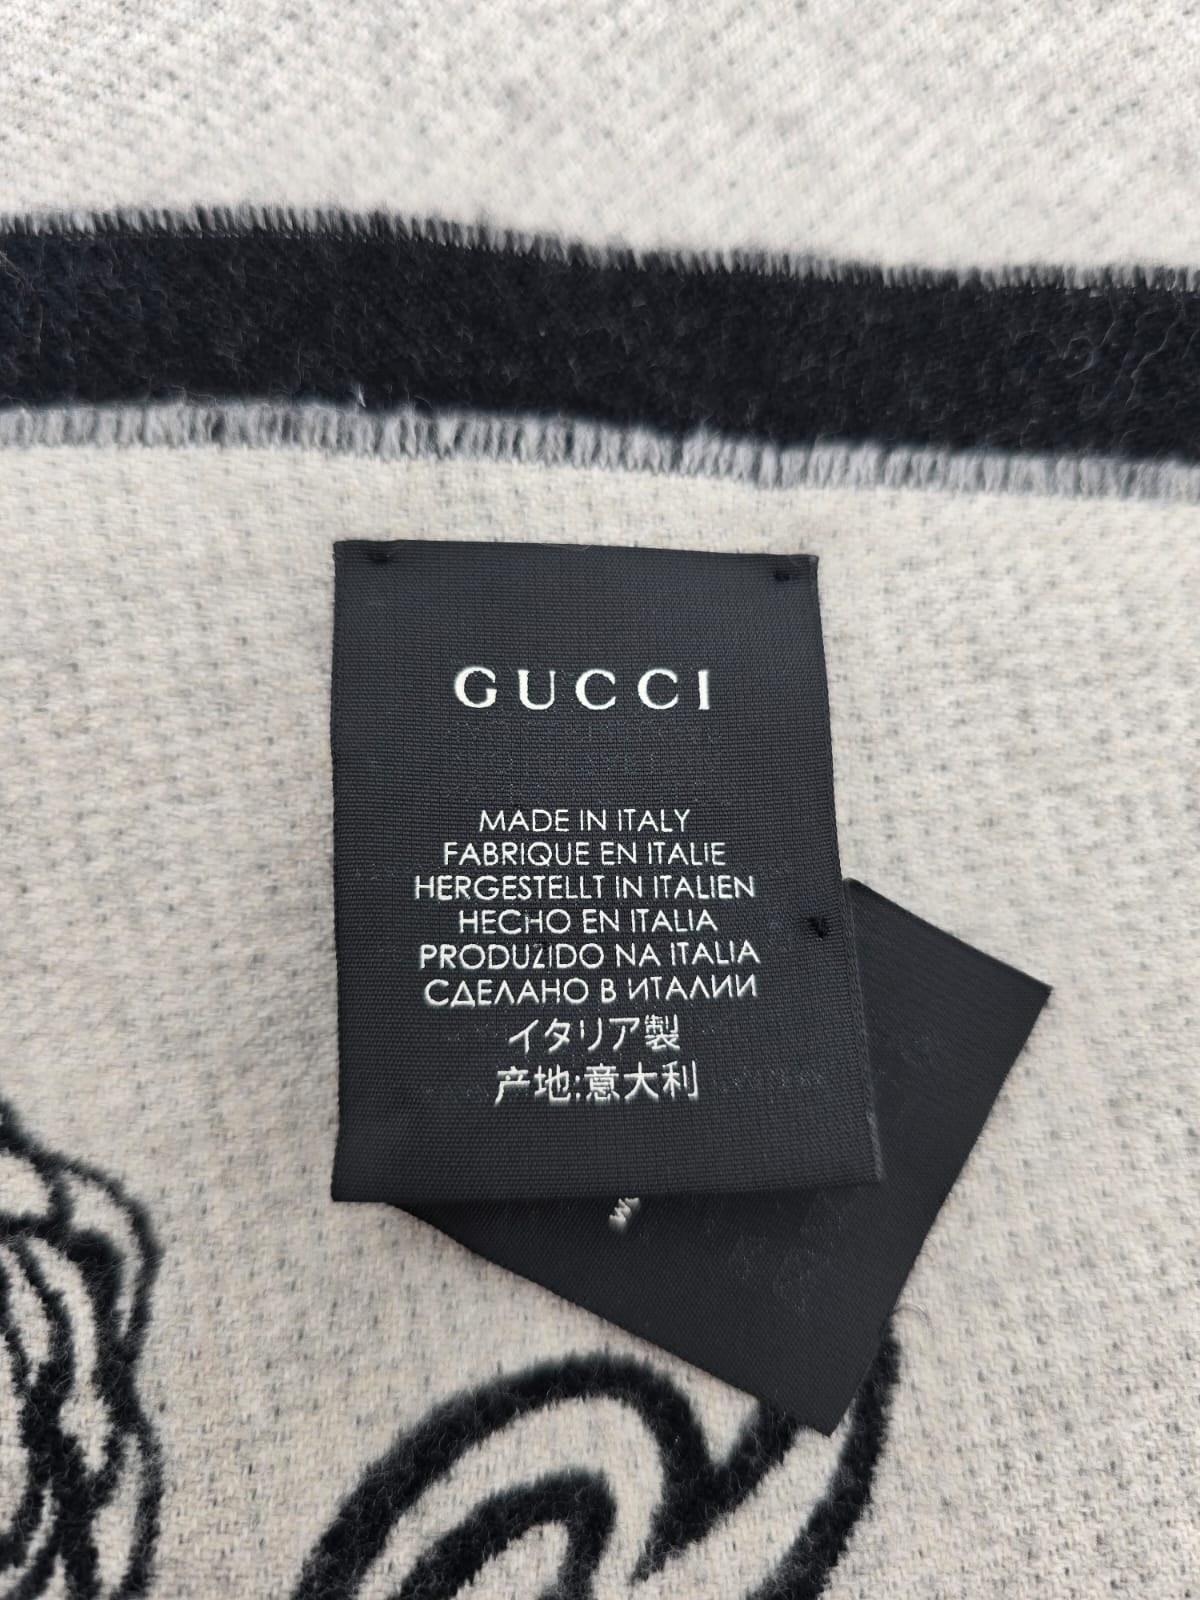 GUCCI
MADE IN ITALY
FABRIQUE EN ITALIE
HERGESTELLT IN ITALIEN
HECHO EN ITALIA
PRODUZIDO NA ITALIA
СДЕЛАНО В ИТАЛИИ
イタリア製
产地:意大利